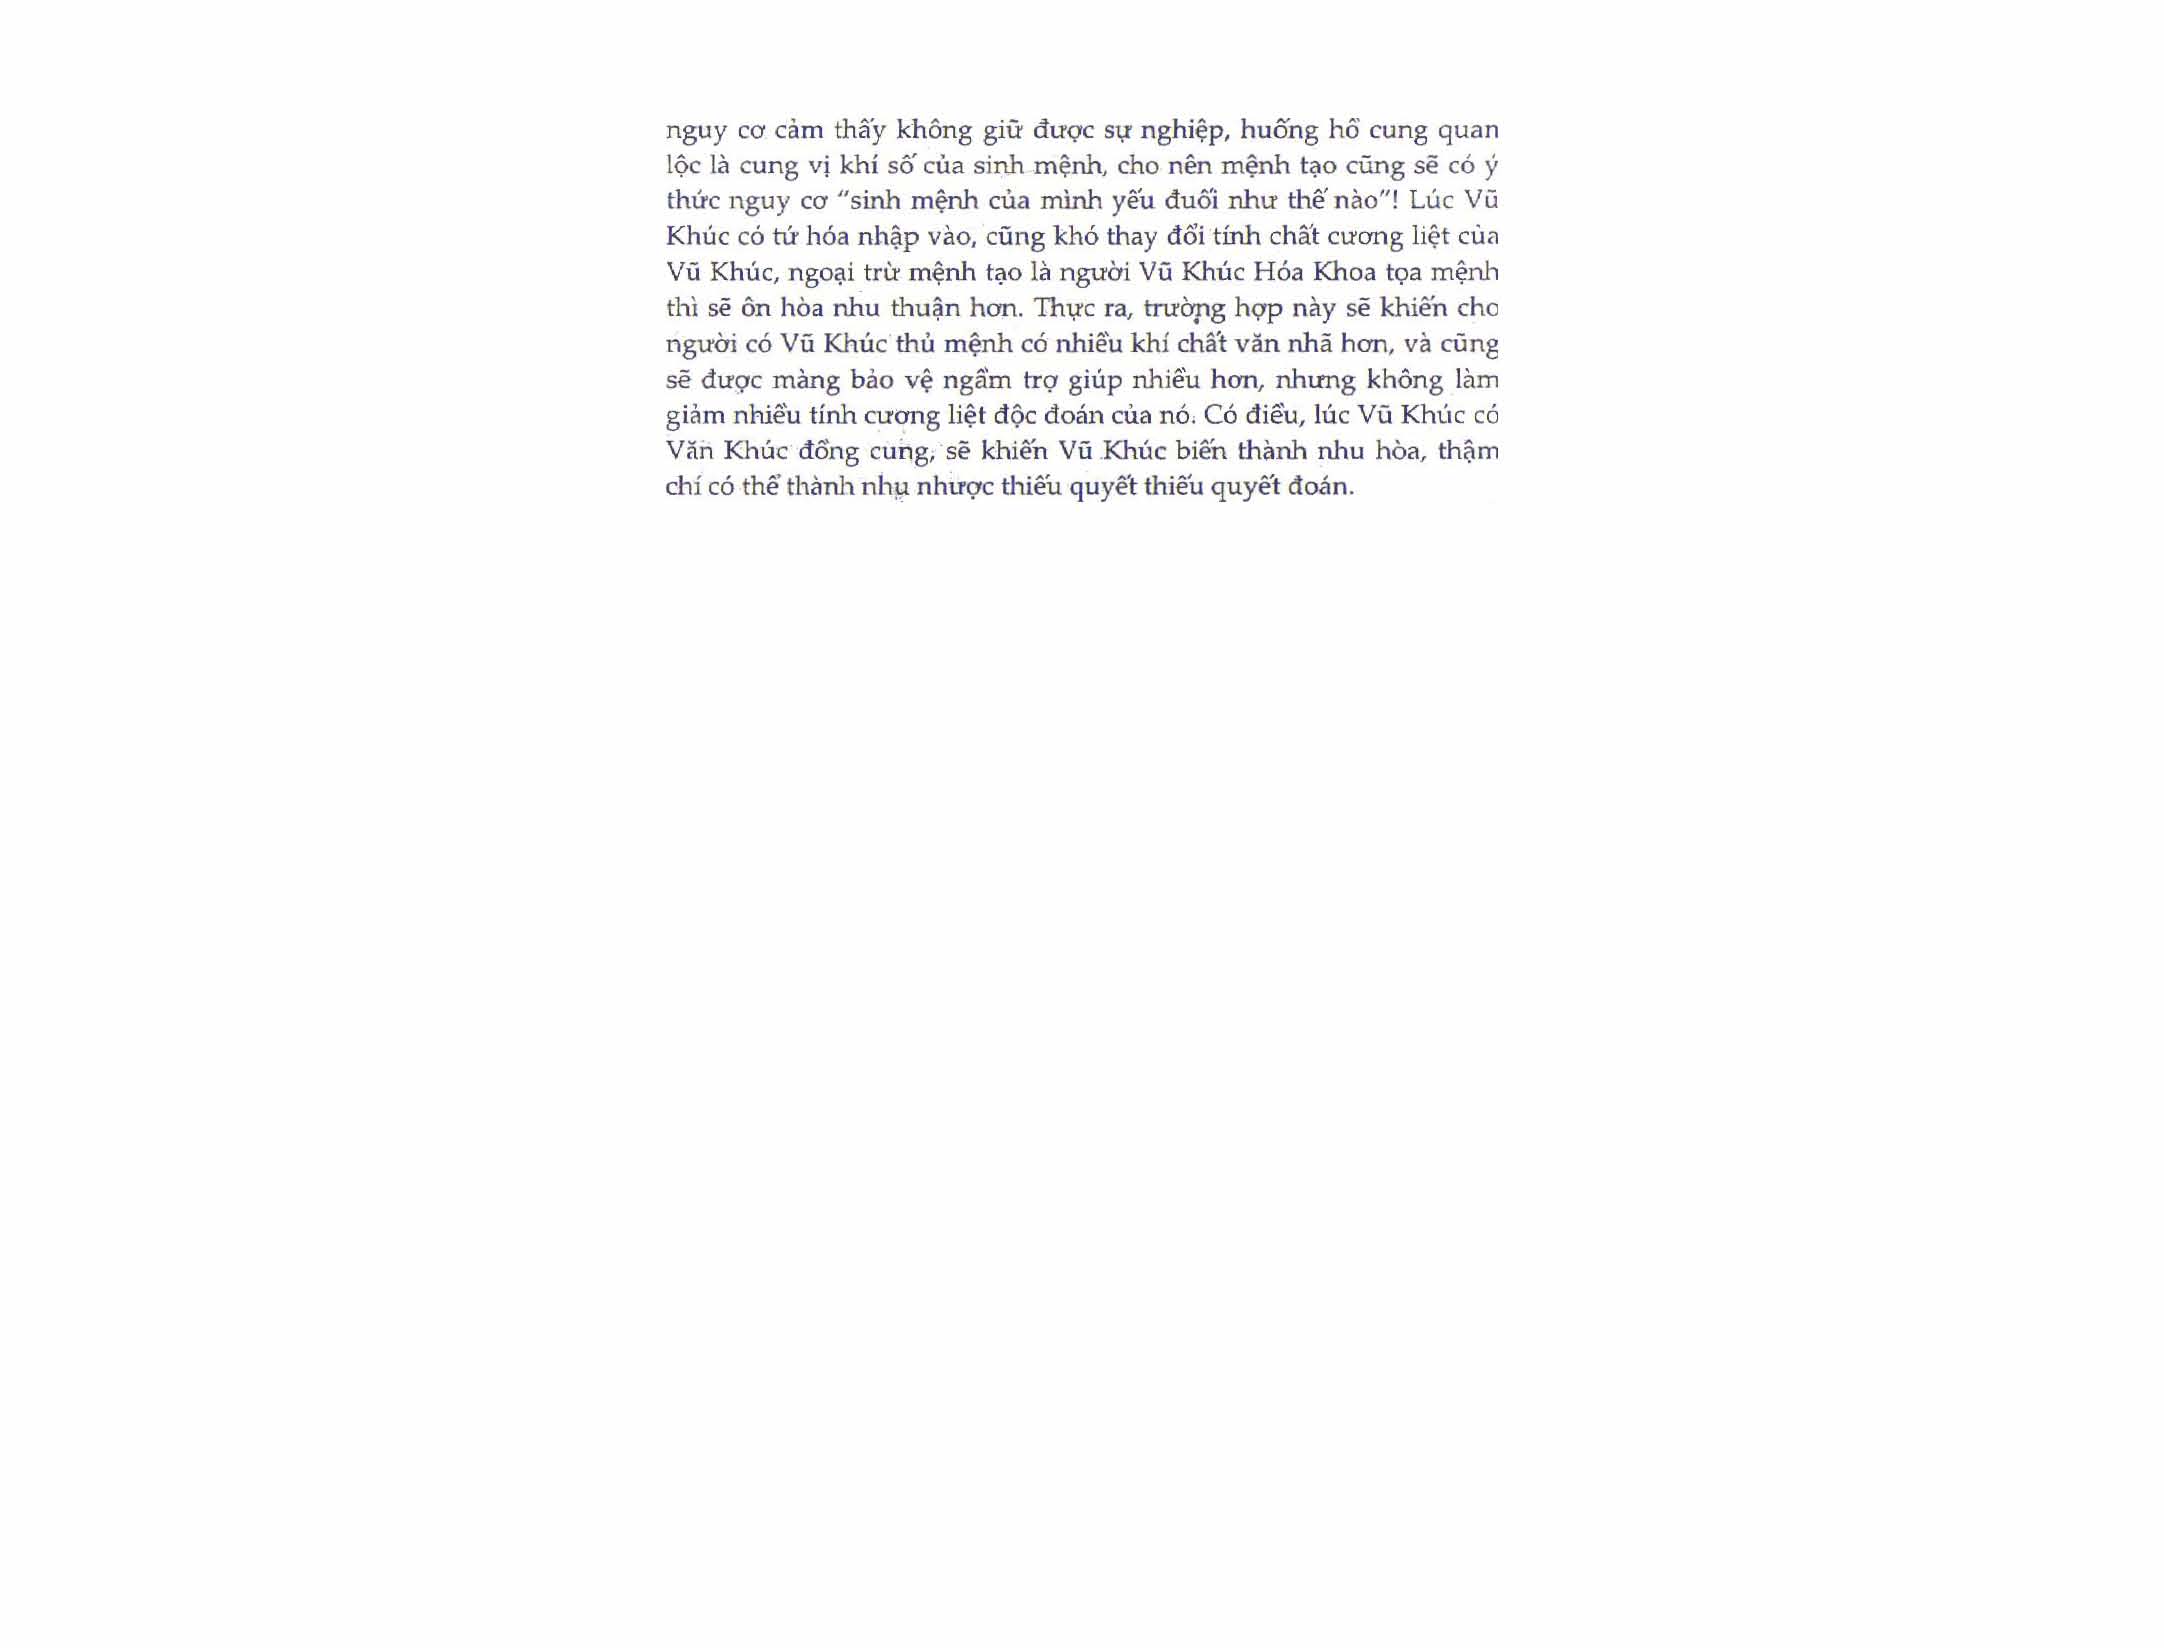 nguy cơ cảm thấy không giữ được sự nghiệp, huống hồ cung quan
lộc là cung vị khí số của sinh mệnh, cho nên mệnh tạo cũng sẽ có ý
thức nguy cơ "sinh mệnh của mình yếu đuối như thế nào"! Lúc Vũ
Khúc có tứ hóa nhập vào, cũng khó thay đổi tính chất cương liệt của
Vũ Khúc, ngoại trừ mệnh tạo là người Vũ Khúc Hóa Khoa tọa mệnh
thì sẽ ôn hòa nhu thuận hơn. Thực ra, trường hợp này sẽ khiến cho
người có Vũ Khúc thủ mệnh có nhiều khí chất văn nhã hơn, và cũng
sẽ được màng bảo vệ ngầm trợ giúp nhiều hơn, nhưng không làm
giảm nhiều tính cương liệt độc đoán của nó. Có điều, lúc Vũ Khúc có
Văn Khúc đồng cung, sẽ khiến Vũ Khúc biến thành nhu hòa, thậm
chí có thể thành nhu nhược thiếu quyết thiếu quyết đoán.